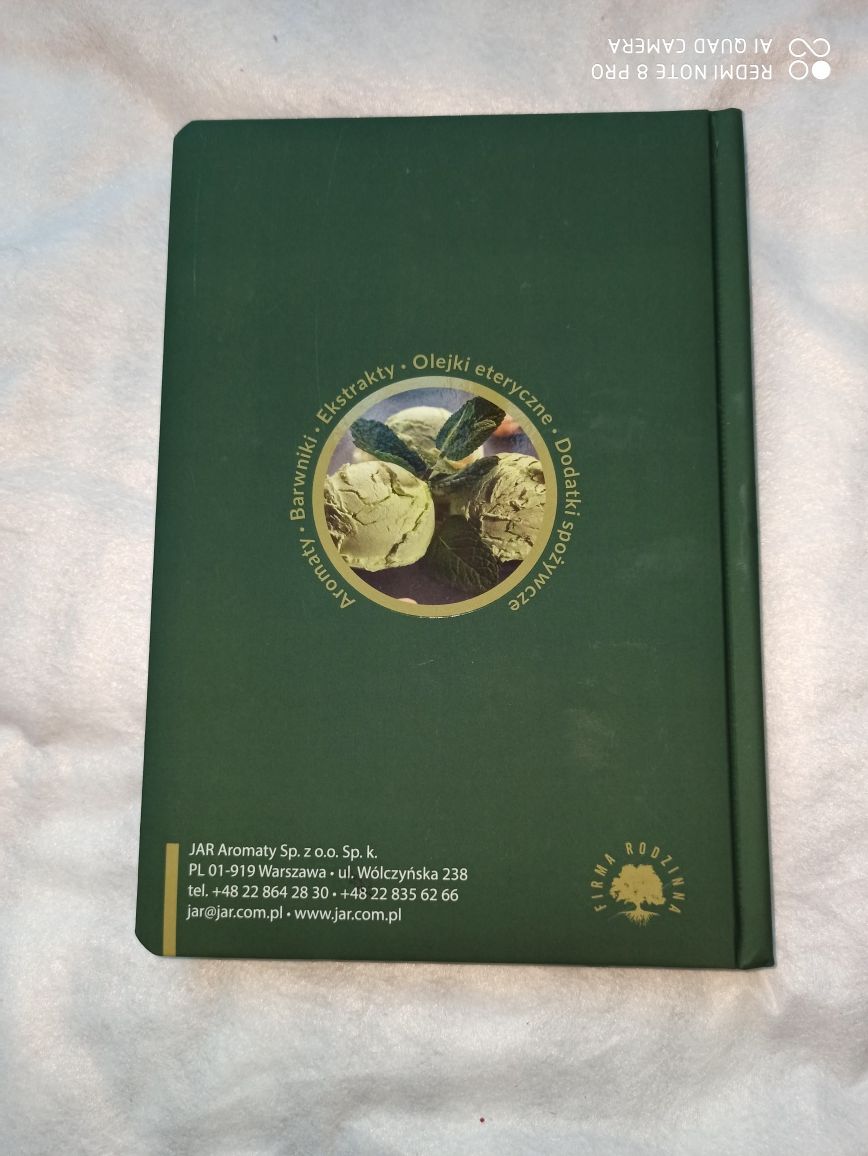 REDMI NOTE 8 PRO
AI QUAD CAMERA
Aromaty • Barwniki • Ekstrakty • Olejki eteryczne • Dodatki spożywcze
JAR Aromaty Sp. z o.o. Sp. k.
PL 01-919 Warszawa • ul. Wólczyńska 238
tel. +48 22 864 28 30 • +48 22 835 62 66
jar@jar.com.pl • www.jar.com.pl
FIRMA RODZINNA